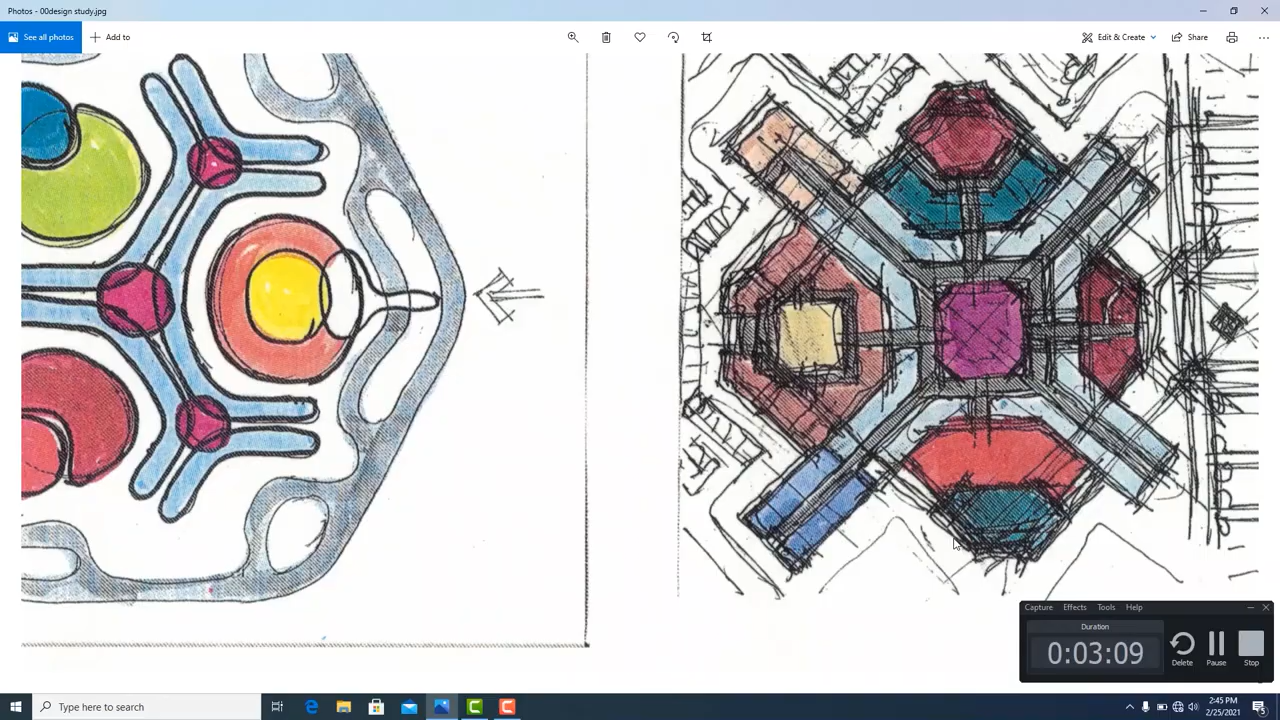 Photos - 00design study.jpg
See all photos
Add to
Edit & Create
Share
Capture Effects Tools Help
Duration
0:03:09
Delete Pause Stop
Type here to search
2:45 PM
2/25/2021
5